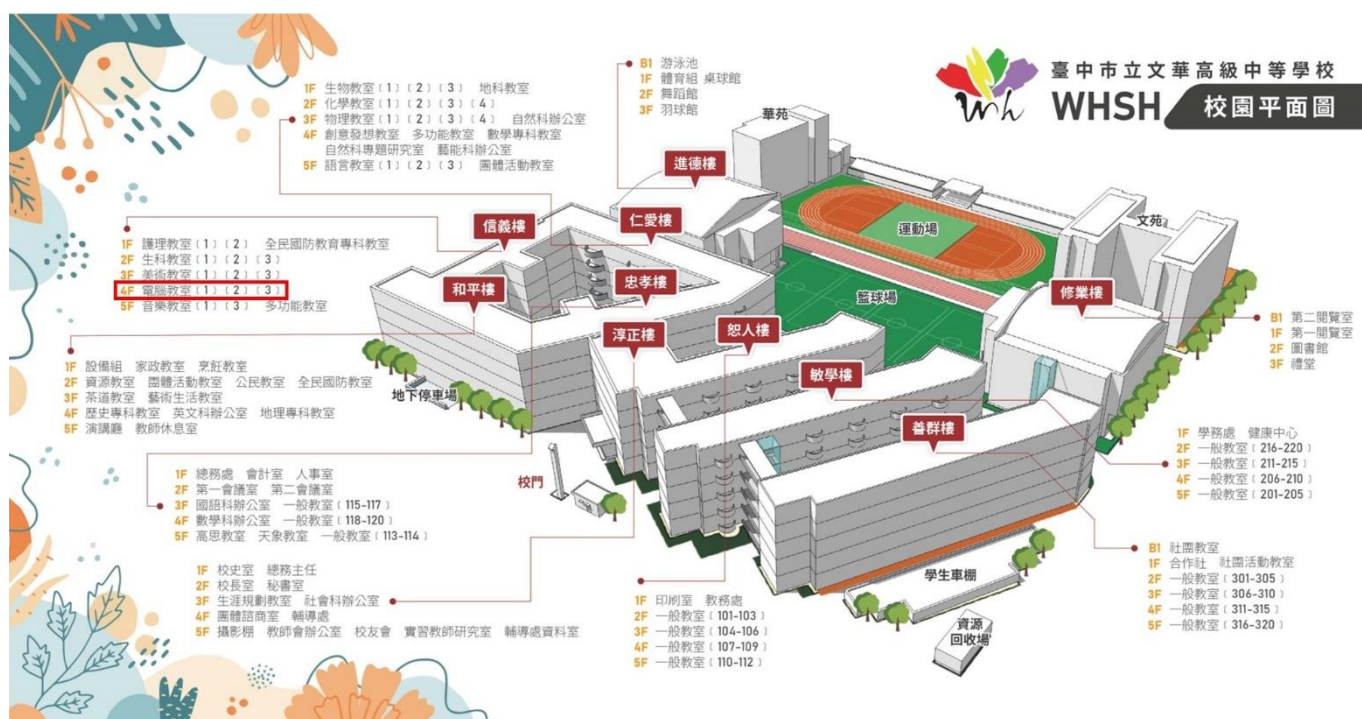 臺中市立文華高級中等學校
Wh
WHSH 校園平面圖
1F 生物教室(1)(2)(3) 地科教室
2F 化學教室(1)(2)(3)(4)
3F 物理教室(1)(2)(3)(4) 自然科辦公室
4F 創意發想教室 多功能教室 數學專科教室
自然科專題研究室 藝能科辦公室
5F 語言教室(1)(2)(3) 團體活動教室
B1 游泳池
1F 體育組 桌球館
2F 舞蹈館
3F 羽球館
1F 護理教室(1)(2) 全民國防教育專科教室
2F 生科教室(1)(2)(3)
3F 美術教室(1)(2)(3)
4F 電腦教室(1)(2)(3)
5F 音樂教室(1)(3) 多功能教室
1F 設備組 家政教室 烹飪教室
2F 資源教室 團體活動教室 公民教室 全民國防教室
3F 茶道教室 藝術生活教室
4F 歷史專科教室 英文科辦公室 地理專科教室
5F 演講廳 教師休息室
1F 總務處 會計室 人事室
2F 第一會議室 第二會議室
3F 國語科辦公室 一般教室(115-117)
4F 數學科辦公室 一般教室(118-120)
5F 高思教室 天象教室 一般教室(113-114)
1F 校史室 總務主任
2F 校長室 秘書室
3F 生涯規劃教室 社會科辦公室
4F 團體諮商室 輔導處
5F 攝影棚 教師會辦公室 校友會 實習教師研究室 輔導處資料室
華苑
進德樓
仁愛樓
信義樓
運動場
文苑
忠孝樓
和平樓
籃球場
修業樓
淳正樓
恕人樓
敏學樓
善群樓
地下停車場
校門
學生車棚
資源
回收場
B1 第二閱覽室
1F 第一閱覽室
2F 圖書館
3F 禮堂
1F 學務處 健康中心
2F 一般教室(216-220)
3F 一般教室(211-215)
4F 一般教室(206-210)
5F 一般教室(201-205)
B1 社團教室
1F 合作社 社團活動教室
2F 一般教室(301-305)
3F 一般教室(306-310)
4F 一般教室(311-315)
5F 一般教室(316-320)
1F 印刷室 教務處
2F 一般教室(101-103)
3F 一般教室(104-106)
4F 一般教室(107-109)
5F 一般教室(110-112)